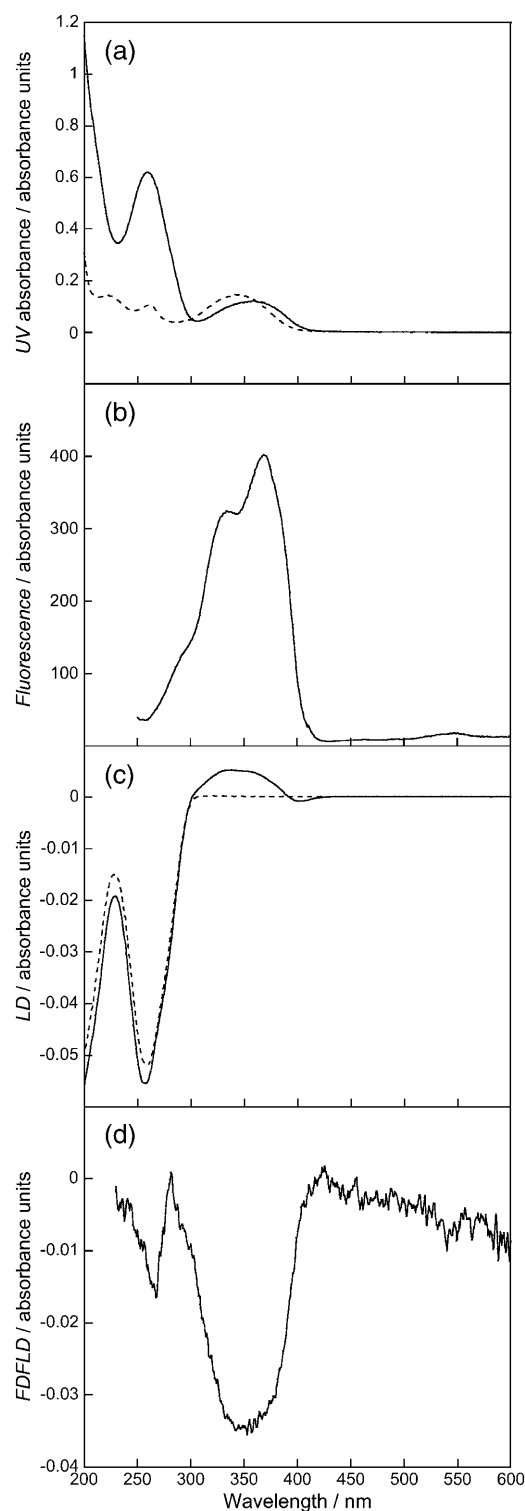 (a)
1.2
1
0.8
0.6
0.4
0.2
0
UV absorbance / absorbance units
(b)
400
300
200
100
Fluorescence / absorbance units
(c)
0
-0.01
-0.02
-0.03
-0.04
-0.05
LD / absorbance units
(d)
0
-0.01
-0.02
-0.03
-0.04
FDFLD / absorbance units
200 250 300 350 400 450 500 550 600
Wavelength / nm